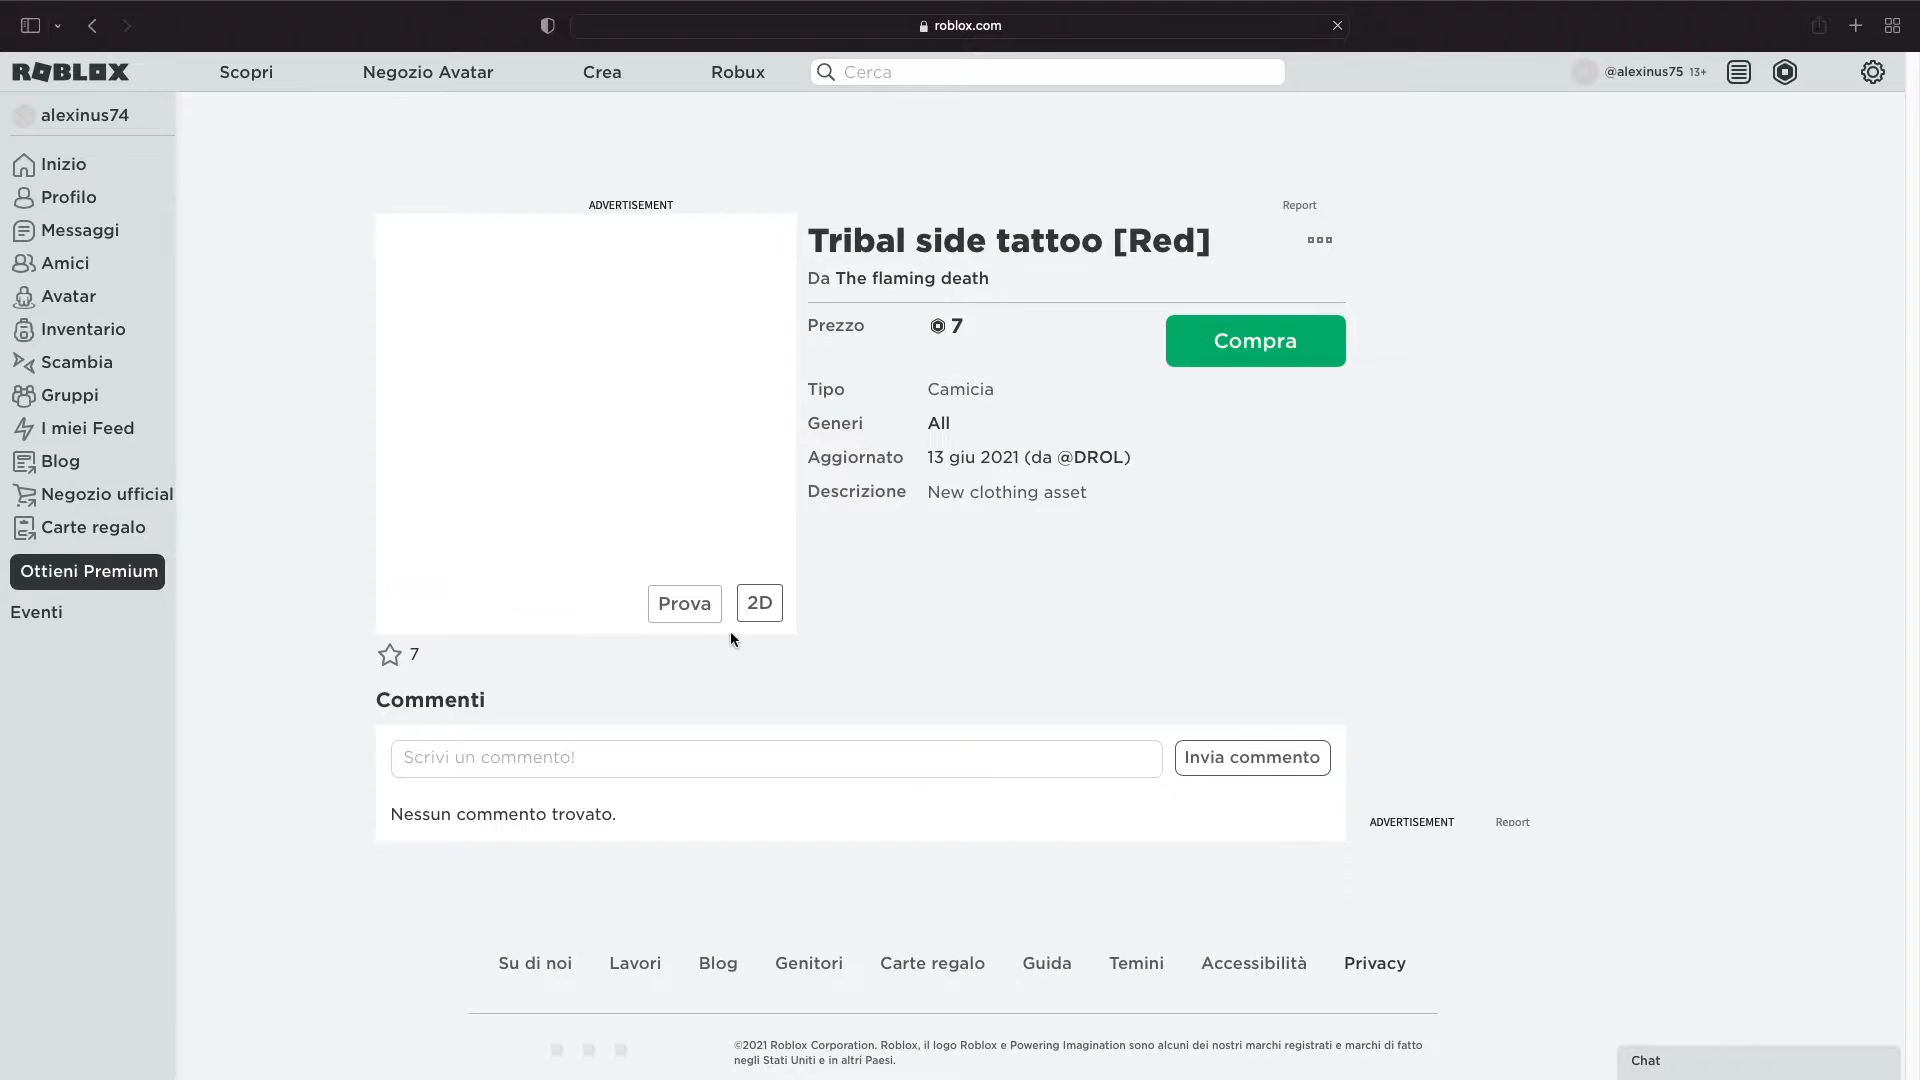 roblox.com
ROBLOX
Scopri
Negozio Avatar
Crea
Robux
Cerca
@alexinus75 13+
alexinus74
Inizio
Profilo
Messaggi
Amici
Avatar
Inventario
Scambia
Gruppi
I miei Feed
Blog
Negozio ufficial
Carte regalo
Ottieni Premium
Eventi
ADVERTISEMENT
Report
Tribal side tattoo [Red]
Da The flaming death
Prezzo 7
Compra
Tipo Camicia
Generi All
Aggiornato 13 giu 2021 (da @DROL)
Descrizione New clothing asset
Prova
2D
7
Commenti
Scrivi un commento!
Invia commento
Nessun commento trovato.
ADVERTISEMENT
Report
Su di noi
Lavori
Blog
Genitori
Carte regalo
Guida
Temini
Accessibilità
Privacy
©2021 Roblox Corporation. Roblox, il logo Roblox e Powering Imagination sono alcuni dei nostri marchi registrati e marchi di fatto
negli Stati Uniti e in altri Paesi.
Chat